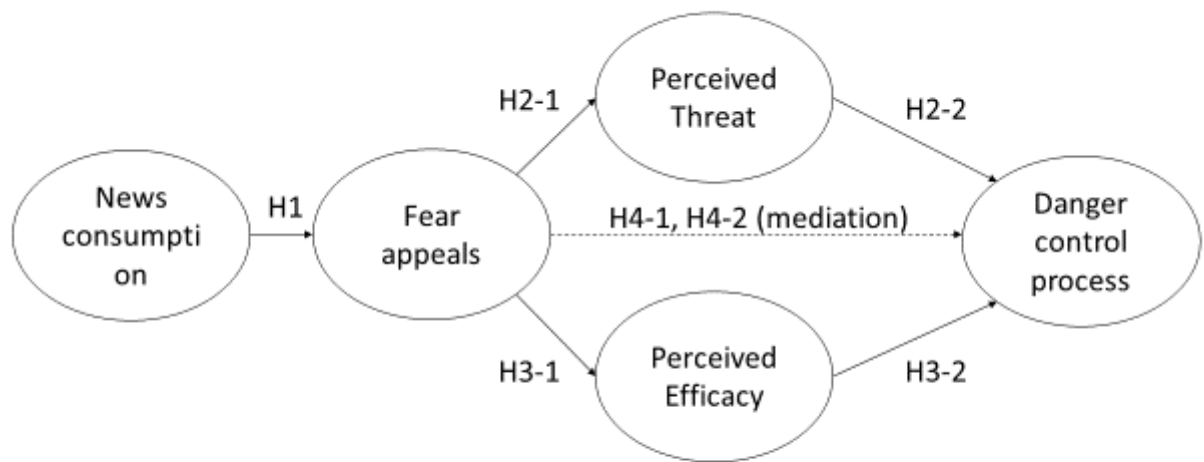 News
consumpti
on
H1
Fear
appeals
H2-1
Perceived
Threat
H2-2
H4-1, H4-2 (mediation)
H3-1
Perceived
Efficacy
H3-2
Danger
control
process